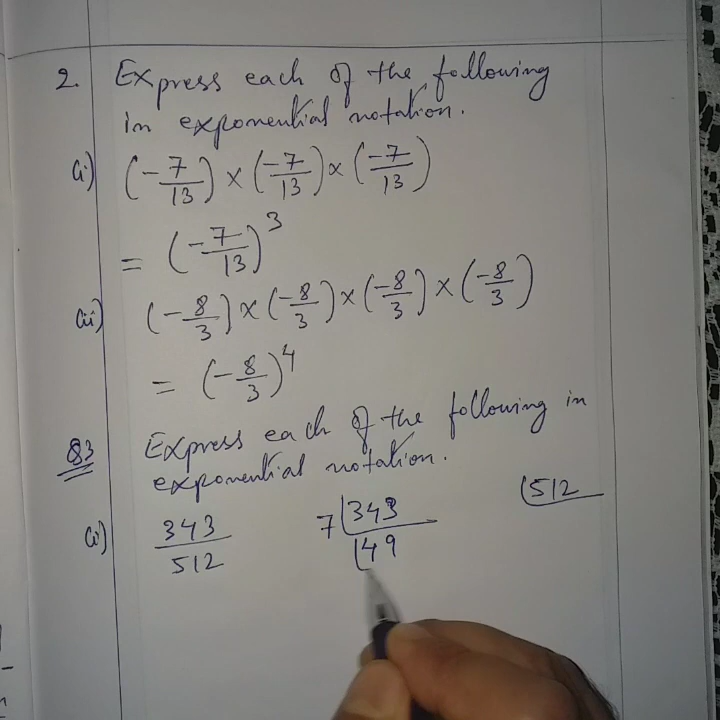 2. Express each of the following
in exponential notation.
(i) (-7/13) × (-7/13) × (-7/13)
= (-7/13)^3
(ii) (-8/3) × (-8/3) × (-8/3) × (-8/3)
= (-8/3)^4
Q3 Express each of the following in
exponential notation.
(i) 343/512 7 | 343 | 512
| 49